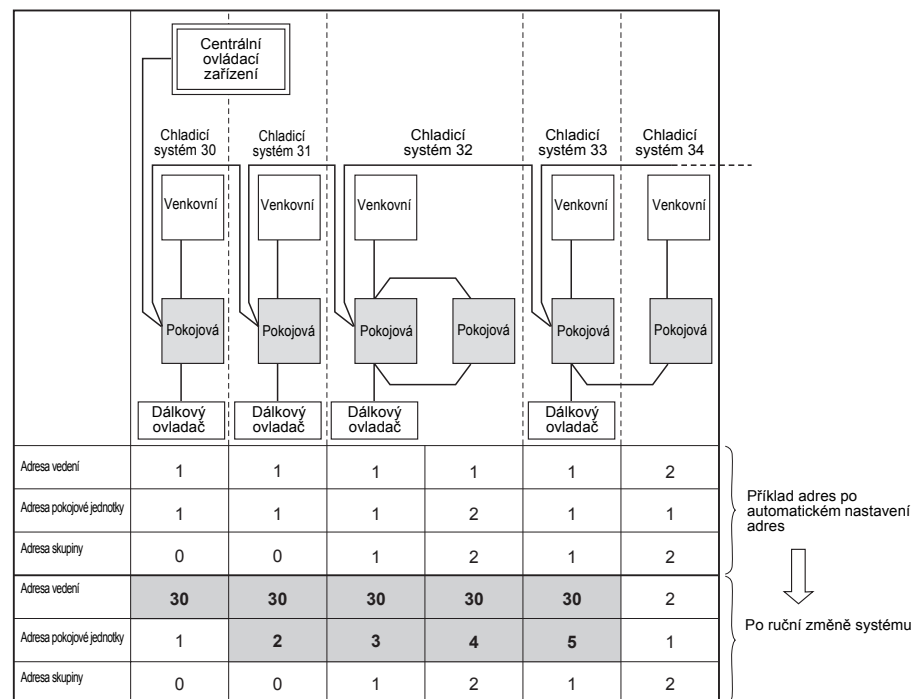 Centrální
ovládací
zařízení
Chladicí
systém 30
Chladicí
systém 31
Chladicí
systém 32
Chladicí
systém 33
Chladicí
systém 34
Venkovní
Venkovní
Venkovní
Venkovní
Venkovní
Pokojová
Pokojová
Pokojová
Pokojová
Pokojová
Pokojová
Dálkový
ovladač
Dálkový
ovladač
Dálkový
ovladač
Dálkový
ovladač
Adresa vedení 1 1 1 1 1 2
Adresa pokojové jednotky 1 1 1 2 1 1
Adresa skupiny 0 0 1 2 1 2
Příklad adres po
automatickém nastavení
adres
Adresa vedení 30 30 30 30 30 2
Adresa pokojové jednotky 1 2 3 4 5 1
Adresa skupiny 0 0 1 2 1 2
Po ruční změně systému